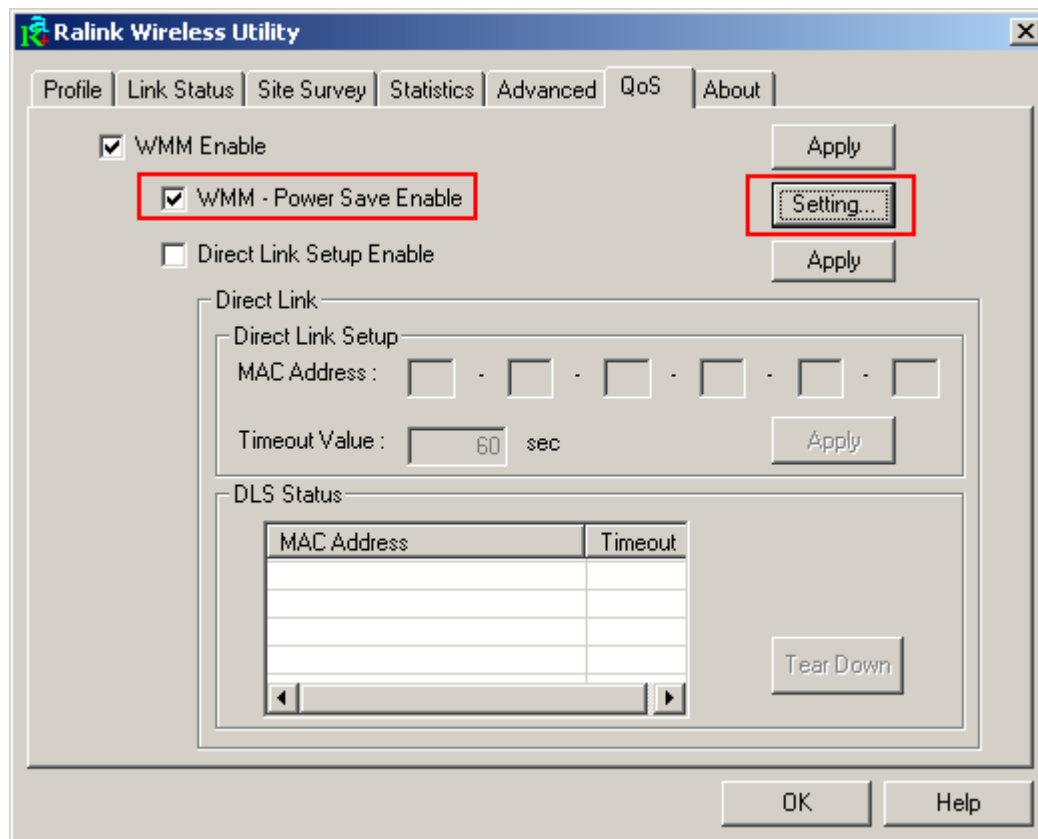 Ralink Wireless Utility
Profile Link Status Site Survey Statistics Advanced QoS About
WMM Enable Apply
WMM - Power Save Enable Setting...
Direct Link Setup Enable Apply
Direct Link
Direct Link Setup
MAC Address : - - - - -
Timeout Value : 60 sec Apply
DLS Status
MAC Address Timeout
Tear Down
OK Help